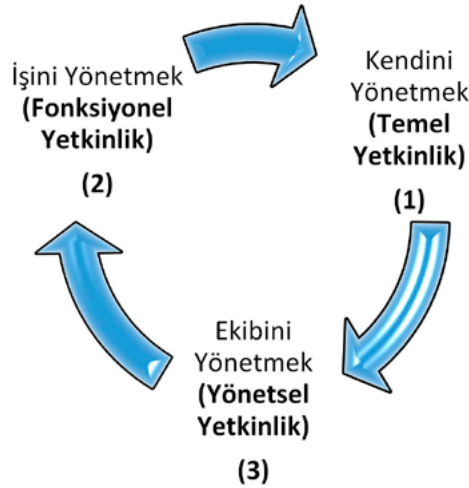 İşini Yönetmek
(Fonksiyonel
Yetkinlik)
(2)
Kendini
Yönetmek
(Temel
Yetkinlik)
(1)
Ekibini
Yönetmek
(Yönetsel
Yetkinlik)
(3)